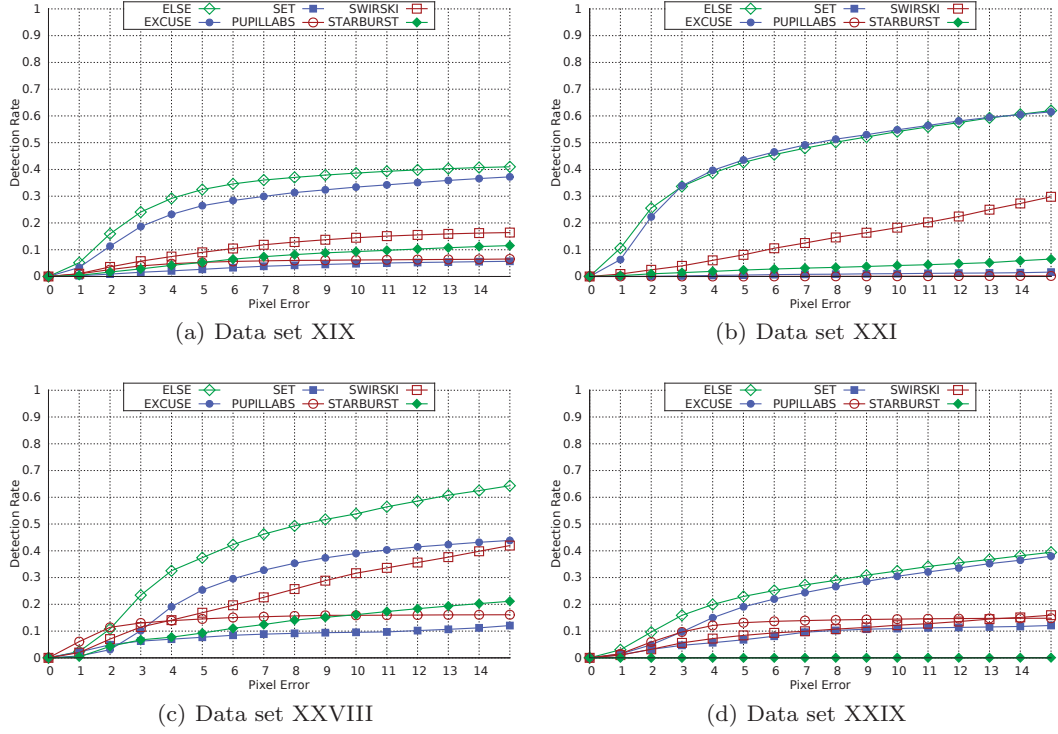 1
0.9
0.8
0.7
0.6
0.5
0.4
0.3
0.2
0.1
0
Detection Rate
ELSE SET SWIRSKI
EXCUSE PUPILLABS STARBURST
0 1 2 3 4 5 6 7 8 9 10 11 12 13 14
Pixel Error
(a) Data set XIX
1
0.9
0.8
0.7
0.6
0.5
0.4
0.3
0.2
0.1
0
Detection Rate
ELSE SET SWIRSKI
EXCUSE PUPILLABS STARBURST
0 1 2 3 4 5 6 7 8 9 10 11 12 13 14
Pixel Error
(b) Data set XXI
1
0.9
0.8
0.7
0.6
0.5
0.4
0.3
0.2
0.1
0
Detection Rate
ELSE SET SWIRSKI
EXCUSE PUPILLABS STARBURST
0 1 2 3 4 5 6 7 8 9 10 11 12 13 14
Pixel Error
(c) Data set XXVIII
1
0.9
0.8
0.7
0.6
0.5
0.4
0.3
0.2
0.1
0
Detection Rate
ELSE SET SWIRSKI
EXCUSE PUPILLABS STARBURST
0 1 2 3 4 5 6 7 8 9 10 11 12 13 14
Pixel Error
(d) Data set XXIX